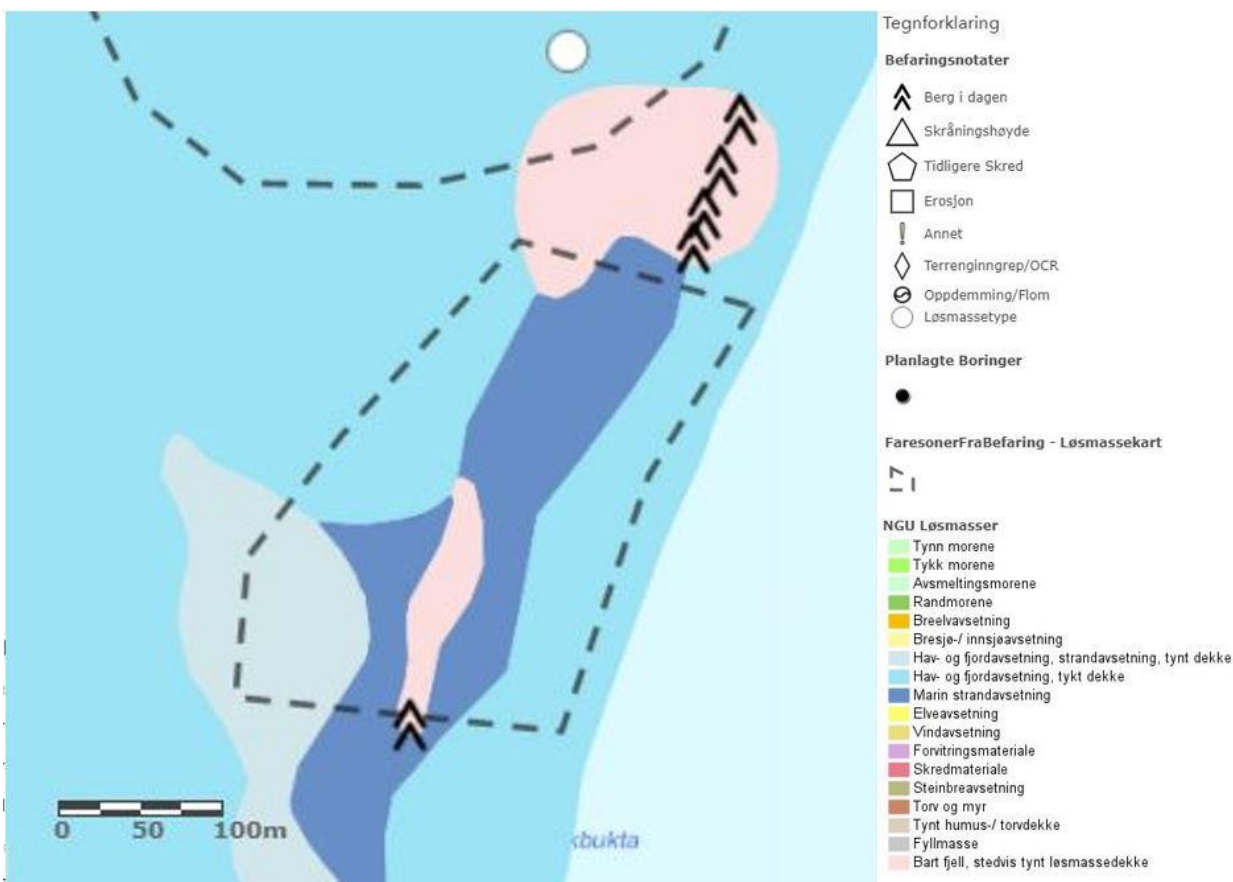 Tegnforklaring
Befaringsnotater
Berg i dagen
Skråningshøyde
Tidligere Skred
Erosjon
Annet
Terrenginngrep/OCR
Oppdemming/Flom
Løsmassetype
Planlagte Boringer
FaresonerFraBefaring - Løsmassekart
NGU Løsmasser
Tynn morene
Tykk morene
Avsmeltingsmorene
Randmorene
Breelvavsetning
Bresjø-/ innsjøavsetning
Hav- og fjordavsetning, strandavsetning, tynt dekke
Hav- og fjordavsetning, tykt dekke
Marin strandavsetning
Elveavsetning
Vindavsetning
Forvitringsmateriale
Skredmateriale
Steinbreavsetning
Torv og myr
Tynt humus-/ torvdekke
Fyllmasse
Bart fjell, stedvis tynt løsmassedekke
0 50 100m
kbukta